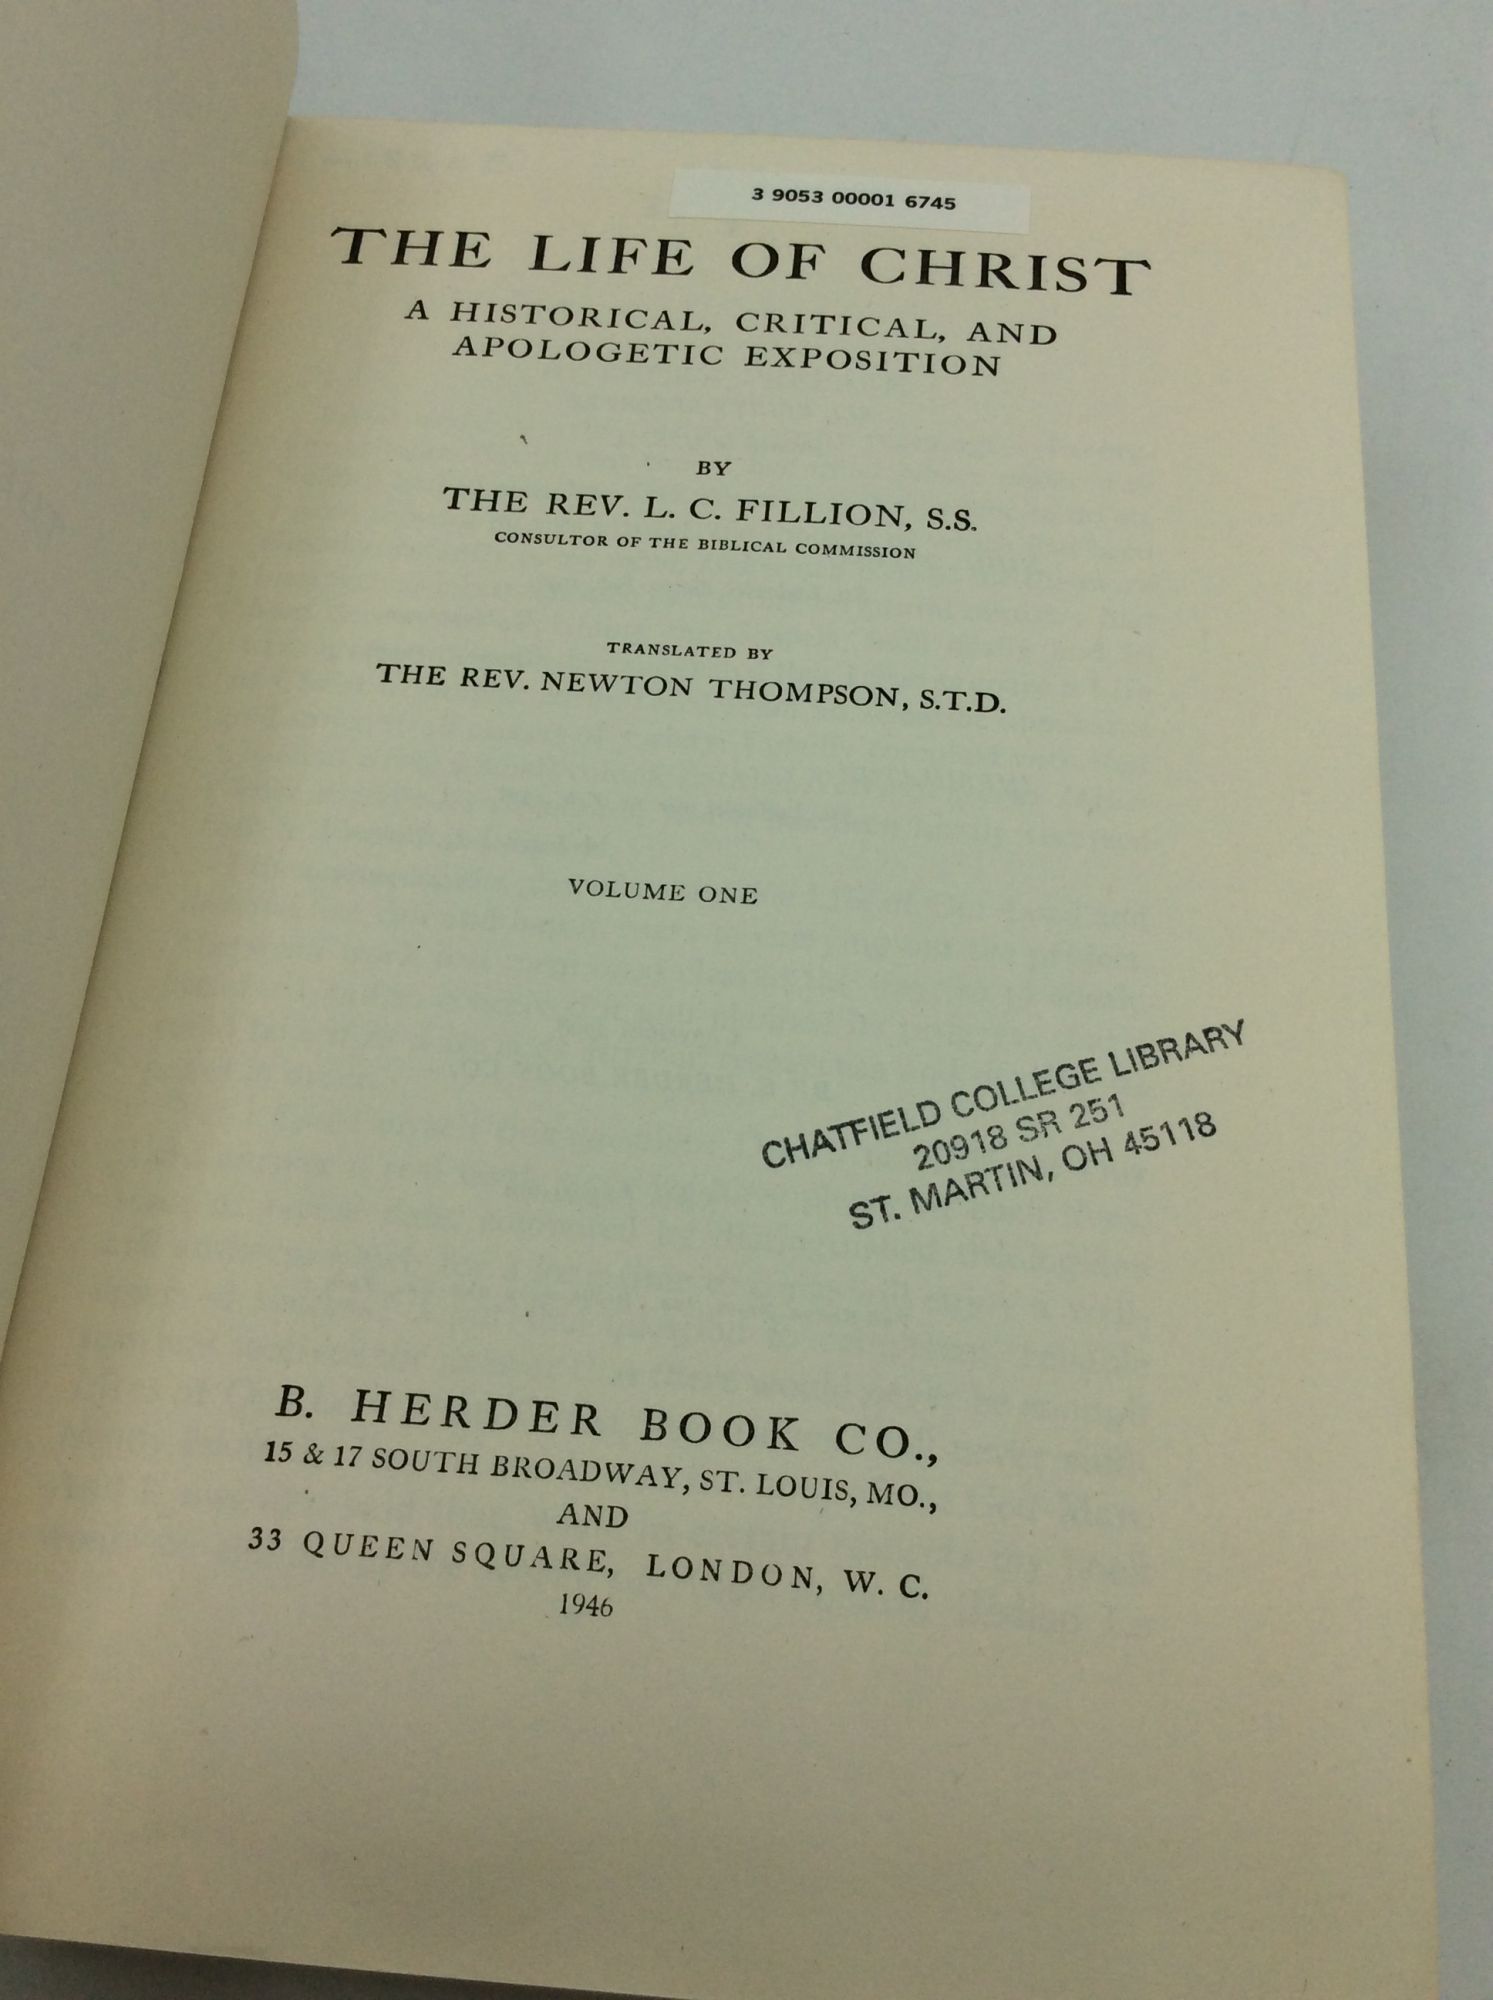 3 9053 00001 6745
THE LIFE OF CHRIST
A HISTORICAL, CRITICAL, AND
APOLOGETIC EXPOSITION
BY
THE REV. L. C. FILLION, S.S.
CONSULTOR OF THE BIBLICAL COMMISSION
TRANSLATED BY
THE REV. NEWTON THOMPSON, S.T.D.
VOLUME ONE
CHATFIELD COLLEGE LIBRARY
20918 SR 251
ST. MARTIN, OH 45118
B. HERDER BOOK CO.,
15 & 17 SOUTH BROADWAY, ST. LOUIS, MO.,
AND
33 QUEEN SQUARE, LONDON, W. C.
1946